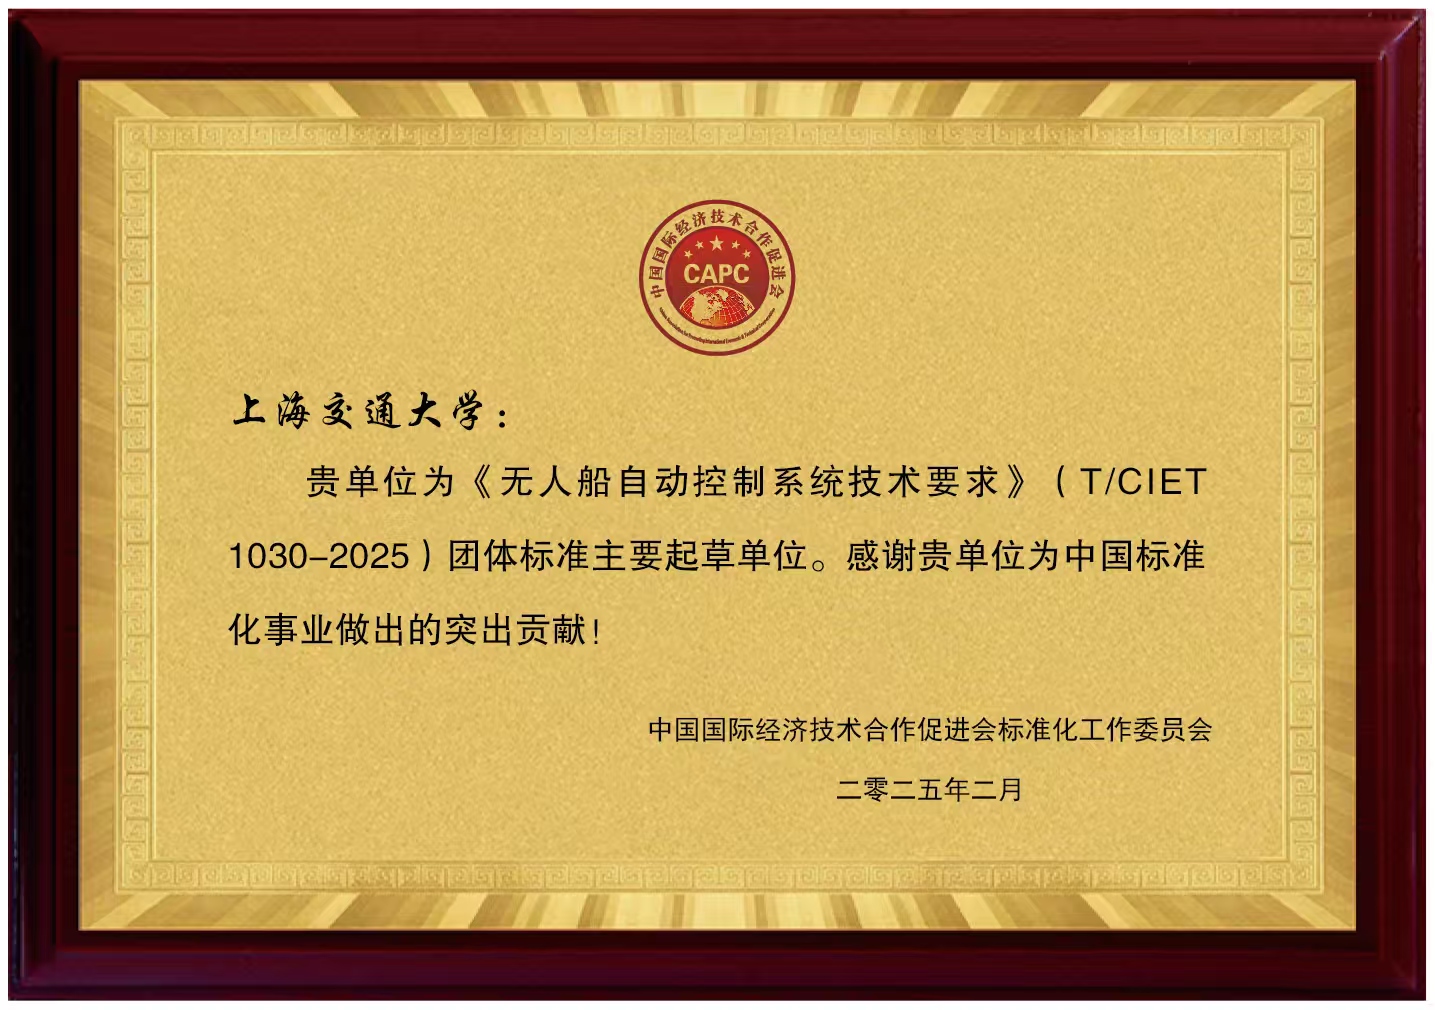 中国国际经济技术合作促进会
CAPC
上海交通大学：
贵单位为《无人船自动控制系统技术要求》（T/CIET
1030-2025）团体标准主要起草单位。感谢贵单位为中国标准
化事业做出的突出贡献！
中国国际经济技术合作促进会标准化工作委员会
二零二五年二月